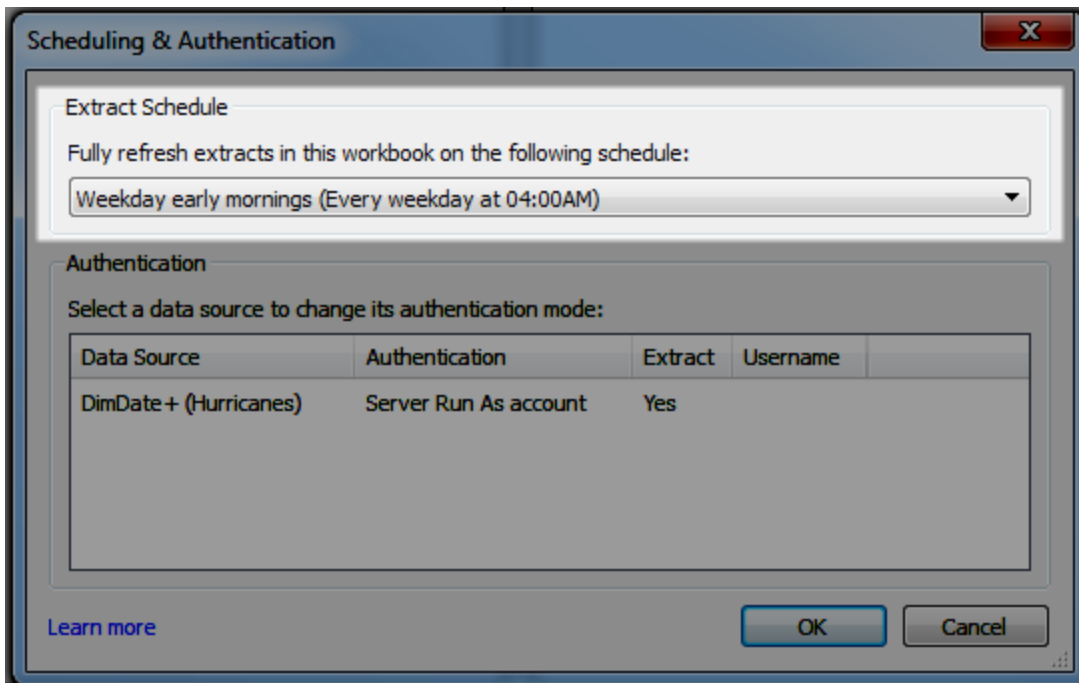 Scheduling & Authentication
Extract Schedule
Fully refresh extracts in this workbook on the following schedule:
Weekday early mornings (Every weekday at 04:00AM)
Authentication
Select a data source to change its authentication mode:
Data Source Authentication Extract Username
DimDate+ (Hurricanes) Server Run As account Yes
Learn more OK Cancel